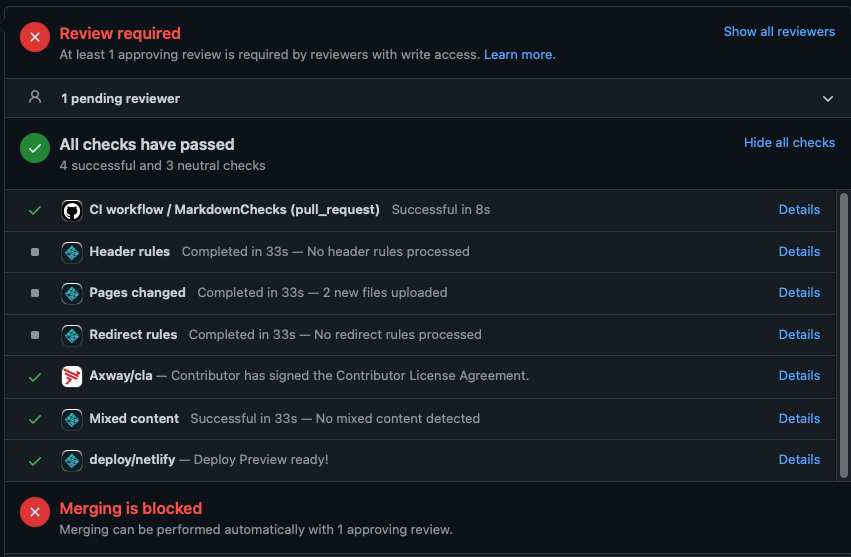 Review required
Show all reviewers
At least 1 approving review is required by reviewers with write access. Learn more.
1 pending reviewer
All checks have passed
Hide all checks
4 successful and 3 neutral checks
CI workflow / MarkdownChecks (pull_request) Successful in 8s Details
Header rules Completed in 33s — No header rules processed Details
Pages changed Completed in 33s — 2 new files uploaded Details
Redirect rules Completed in 33s — No redirect rules processed Details
Axway/cla — Contributor has signed the Contributor License Agreement. Details
Mixed content Successful in 33s — No mixed content detected Details
deploy/netlify — Deploy Preview ready! Details
Merging is blocked
Merging can be performed automatically with 1 approving review.